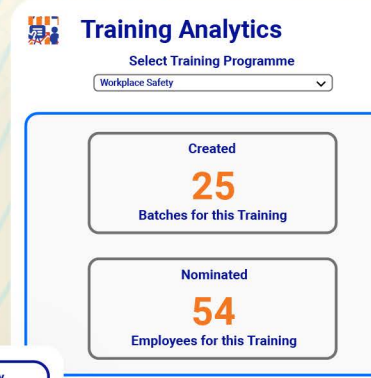 Training Analytics
Select Training Programme
Workplace Safety
Created
25
Batches for this Training
Nominated
54
Employees for this Training